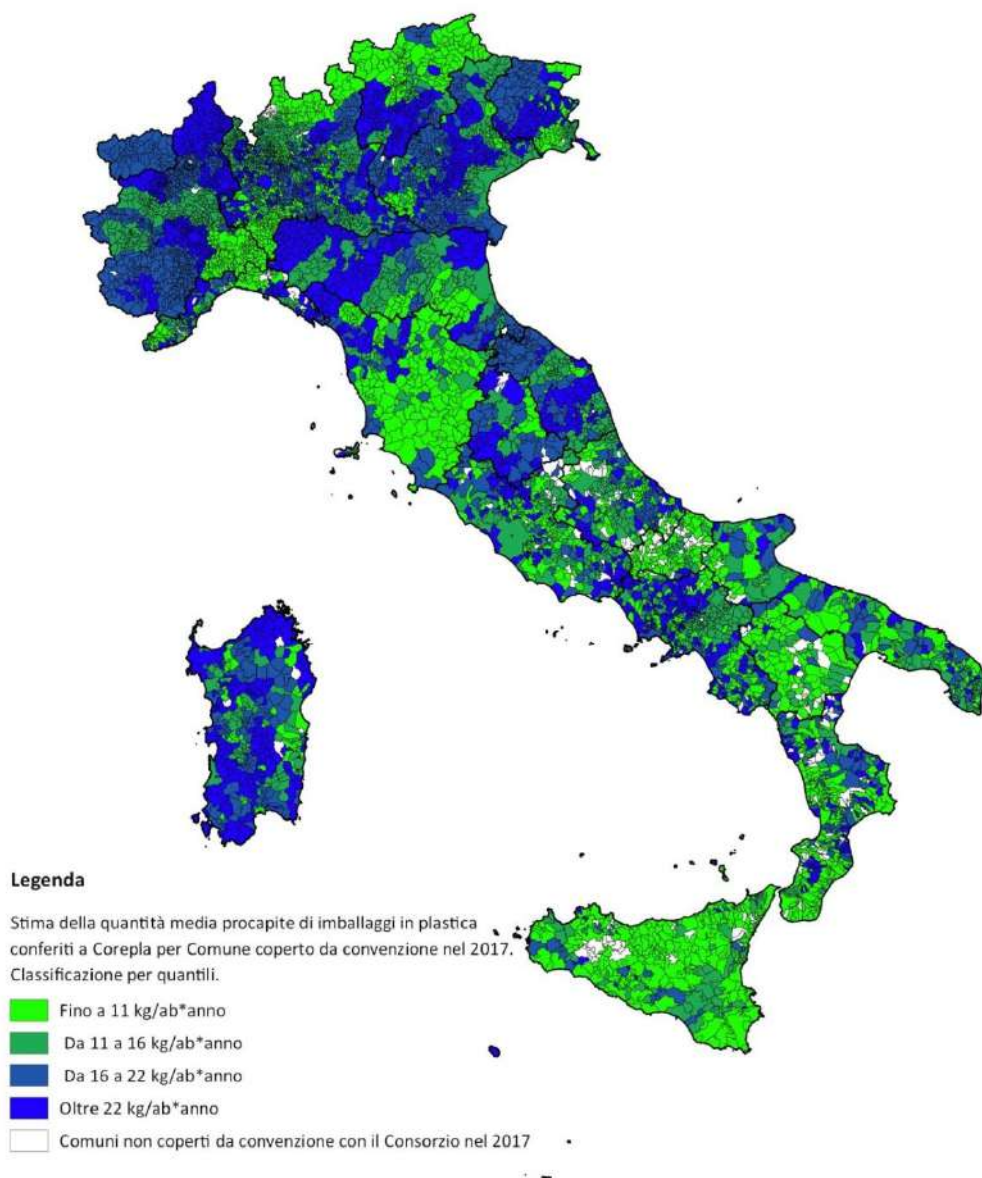 Legenda
Stima della quantità media procapite di imballaggi in plastica
conferiti a Corepla per Comune coperto da convenzione nel 2017.
Classificazione per quantili.
Fino a 11 kg/ab*anno
Da 11 a 16 kg/ab*anno
Da 16 a 22 kg/ab*anno
Oltre 22 kg/ab*anno
Comuni non coperti da convenzione con il Consorzio nel 2017